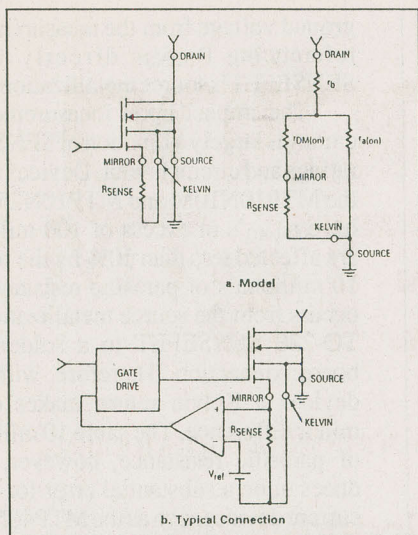 DRAIN
DRAIN
rb
rDM(on)
ra(on)
MIRROR
SOURCE
RSENSE
KELVIN
MIRROR
RSENSE
KELVIN
SOURCE
a. Model
GATE
DRIVE
SOURCE
MIRROR
RSENSE
KELVIN
Vref
b. Typical Connection